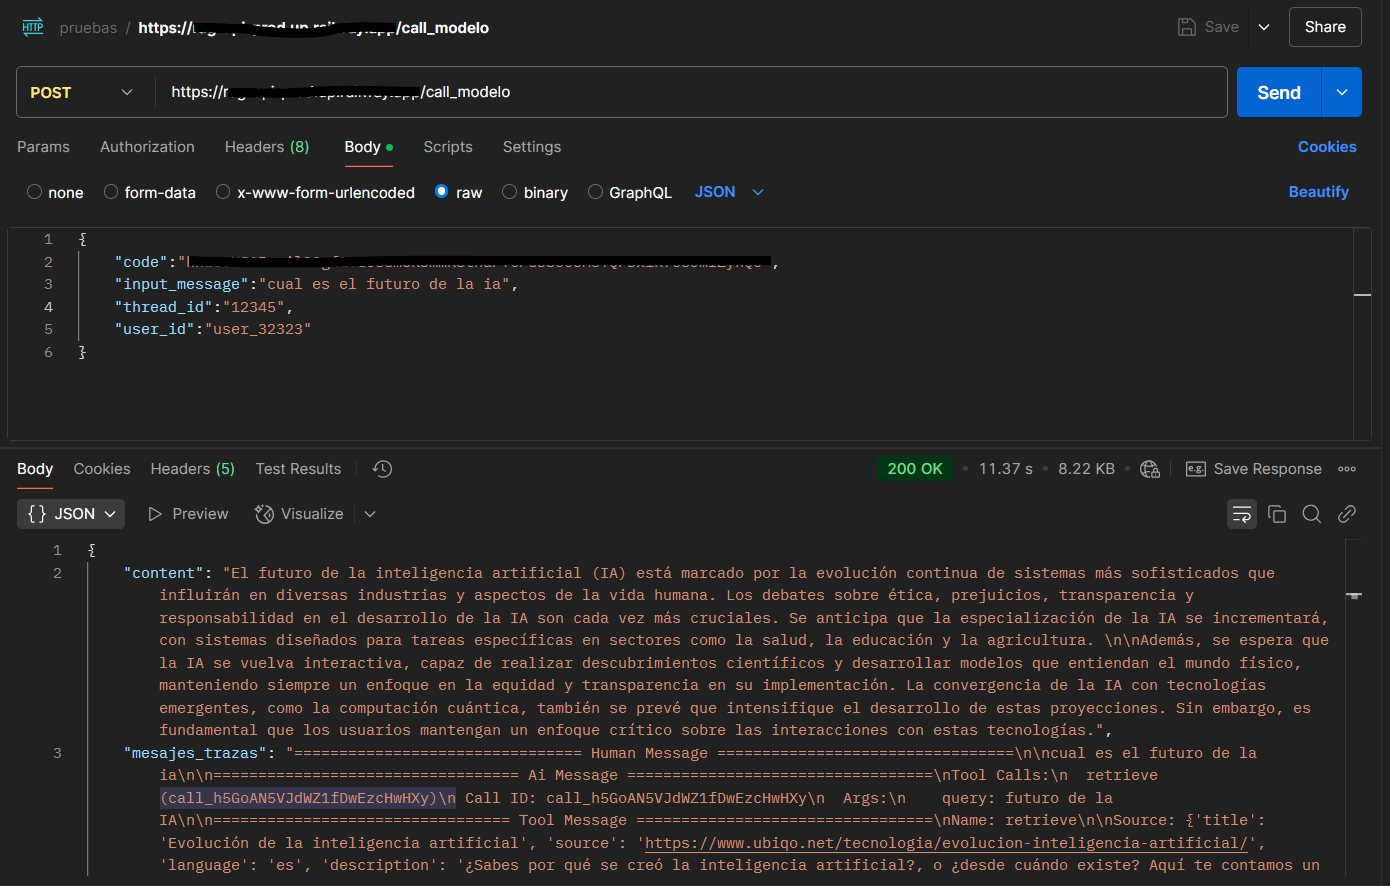 HTTP pruebas / https:// /call_modelo Save Share
POST https:// /call_modelo Send
Params Authorization Headers (8) Body Scripts Settings Cookies
none form-data x-www-form-urlencoded raw binary GraphQL JSON Beautify
1 {
2 "code":" ,
3 "input_message":"cual es el futuro de la ia",
4 "thread_id":"12345",
5 "user_id":"user_32323"
6 }
Body Cookies Headers (5) Test Results 200 OK • 11.37 s • 8.22 KB • e.g. Save Response
{} JSON Preview Visualize
1 {
2 "content": "El futuro de la inteligencia artificial (IA) está marcado por la evolución continua de sistemas más sofisticados que
influirán en diversas industrias y aspectos de la vida humana. Los debates sobre ética, prejuicios, transparencia y
responsabilidad en el desarrollo de la IA son cada vez más cruciales. Se anticipa que la especialización de la IA se incrementará,
con sistemas diseñados para tareas específicas en sectores como la salud, la educación y la agricultura. \n\nAdemás, se espera que
la IA se vuelva interactiva, capaz de realizar descubrimientos científicos y desarrollar modelos que entiendan el mundo físico,
manteniendo siempre un enfoque en la equidad y transparencia en su implementación. La convergencia de la IA con tecnologías
emergentes, como la computación cuántica, también se prevé que intensifique el desarrollo de estas proyecciones. Sin embargo, es
fundamental que los usuarios mantengan un enfoque crítico sobre las interacciones con estas tecnologías.",
3 "mesajes_trazas": "================================ Human Message =================================\n\ncual es el futuro de la
ia\n\n================================== Ai Message ==================================\nTool Calls:\n  retrieve
(call_h5GoAN5VJdWZ1fDwEzcHwHXy)\n Call ID: call_h5GoAN5VJdWZ1fDwEzcHwHXy\n  Args:\n    query: futuro de la
IA\n\n================================= Tool Message =================================\nName: retrieve\n\nSource: {'title':
'Evolución de la inteligencia artificial', 'source': 'https://www.ubiqo.net/tecnologia/evolucion-inteligencia-artificial/',
'language': 'es', 'description': '¿Sabes por qué se creó la inteligencia artificial?, o ¿desde cuándo existe? Aquí te contamos un